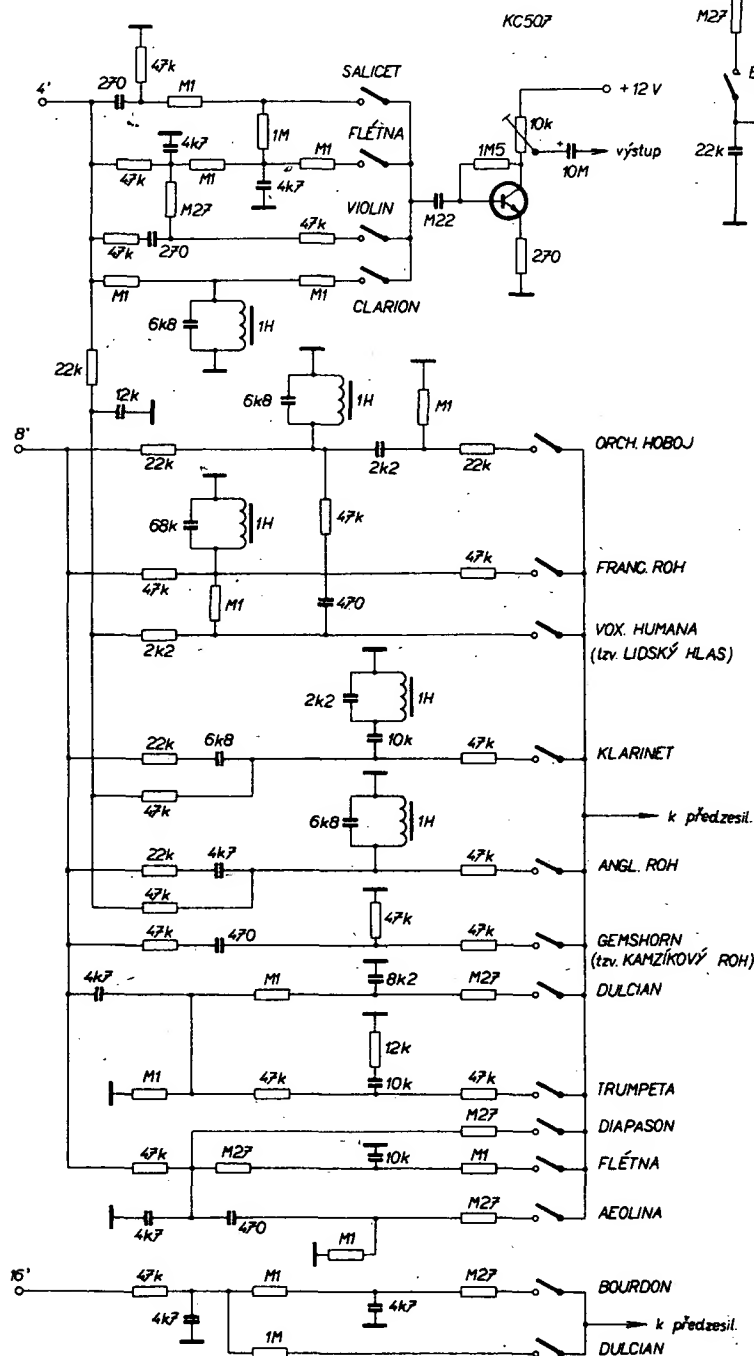 KC507
M27
47k
270
M1
SALICET
4'
+12V
1M
FLÉTNA
10k
4k7
1M5
výstup
47k
M1
M1
10M
22k
4k7
M27
VIOLIN
M22
47k
47k
270
270
M1
M1
CLARION
6k8
1H
22k
12k
6k8
1H
M1
8'
ORCH. HOBOJ
22k
2k2
22k
68k
1H
47k
47k
FRANC. ROH
47k
M1
470
VOX. HUMANA
2k2
(tzv. LIDSKÝ HLAS)
2k2
1H
22k
6k8
10k
47k
KLARINET
47k
6k8
1H
k předzesil.
22k
4k7
47k
ANGL. ROH
47k
47k
47k
470
47k
GEMSHORN
(tzv. KAMZÍKOVÝ ROH)
4k7
M1
8k2
M27
DULCIAN
12k
M1
47k
10k
47k
TRUMPETA
M27
DIAPASON
47k
M27
10k
M1
FLÉTNA
4k7
470
M27
AEOLINA
M1
16'
47k
M1
M27
BOURDON
4k7
4k7
k předzesil.
1M
DULCIAN